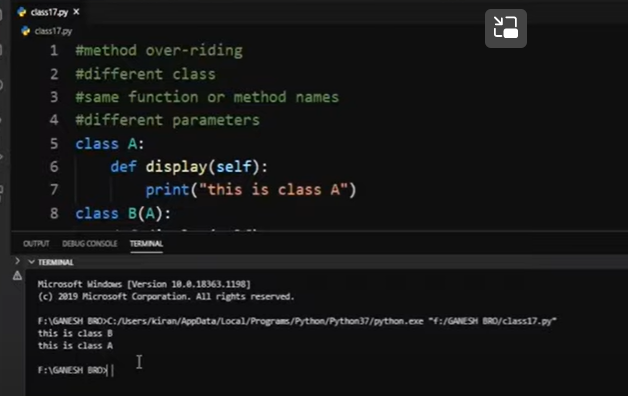 class17.py ×
class17.py
1 #method over-riding
2 #different class
3 #same function or method names
4 #different parameters
5 class A:
6 def display(self):
7 print("this is class A")
8 class B(A):
OUTPUT DEBUG CONSOLE TERMINAL
TERMINAL
Microsoft Windows [Version 10.0.18363.1198]
(c) 2019 Microsoft Corporation. All rights reserved.
F:\GANESH BRO>C:/Users/kiran/AppData/Local/Programs/Python/Python37/python.exe "f:/GANESH BRO/class17.py"
this is class B
this is class A
F:\GANESH BRO>